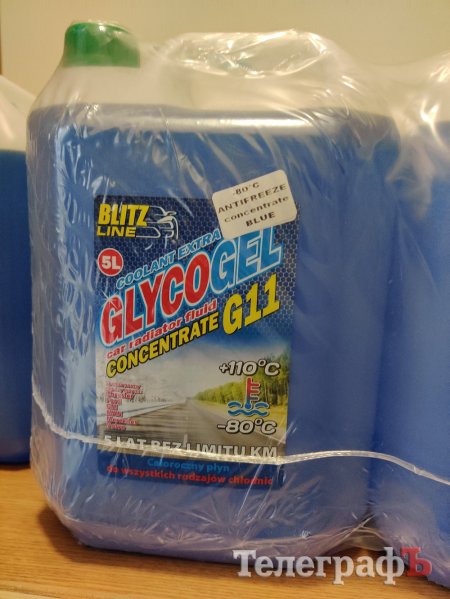 -80°C
ANTIFREEZE
concentrate
BLUE
BLITZ
LINE
5L
COOLANT EXTRA
GLYCOGEL
car radiator fluid
CONCENTRATE G11
+110°C
-80°C
5 LAT BEZ LIMITU KM
Całoroczny płyn
do wszystkich rodzajów chłodnic
ТелеграфЪ